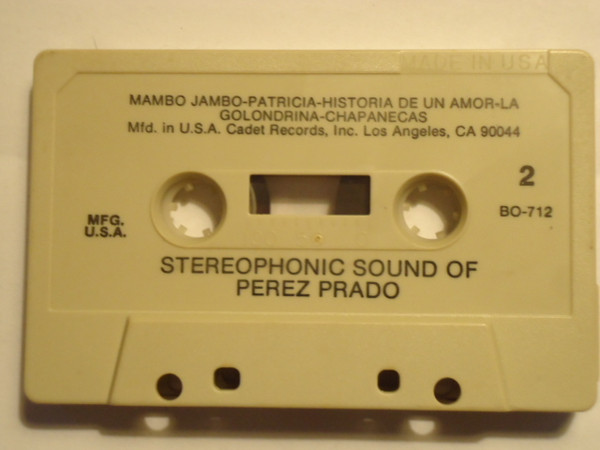 MADE IN USA
MAMBO JAMBO-PATRICIA-HISTORIA DE UN AMOR-LA
GOLONDRINA-CHAPANECAS
Mfd. in U.S.A. Cadet Records, Inc. Los Angeles, CA 90044
2
MFG.
U.S.A.
BO-712
STEREOPHONIC SOUND OF
PEREZ PRADO